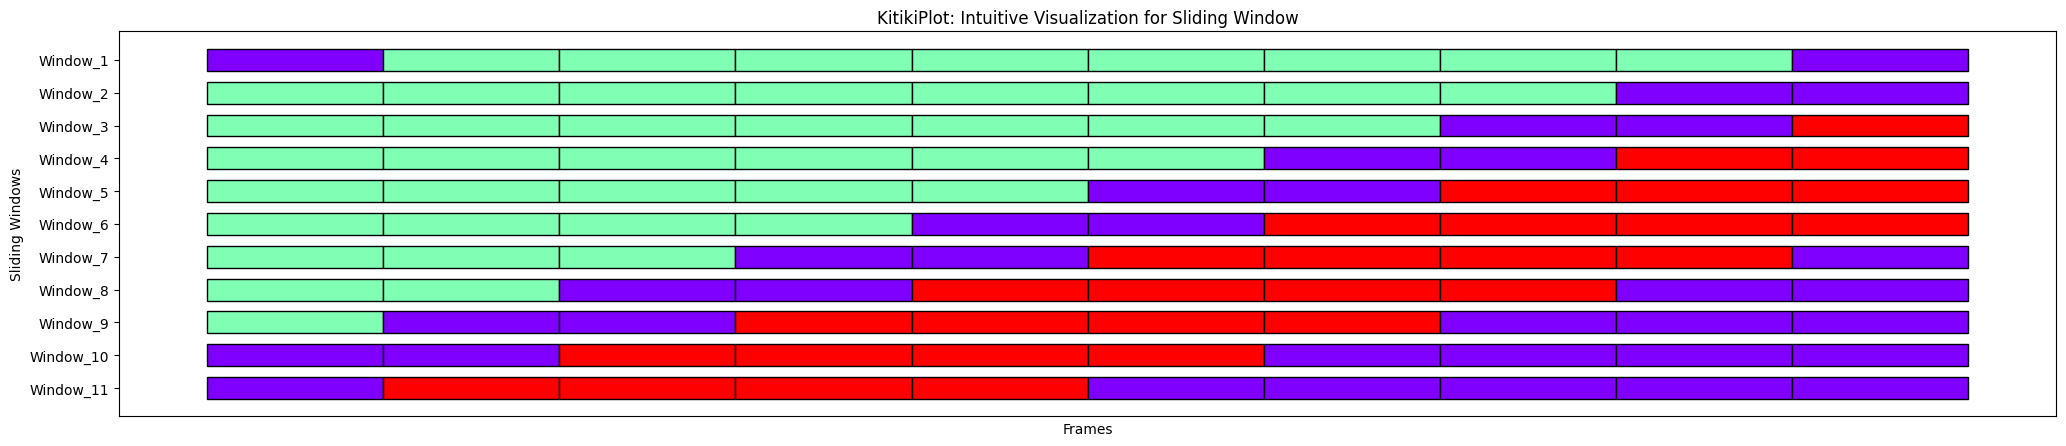 KitikiPlot: Intuitive Visualization for Sliding Window
Sliding Windows
Window_1
Window_2
Window_3
Window_4
Window_5
Window_6
Window_7
Window_8
Window_9
Window_10
Window_11
Frames